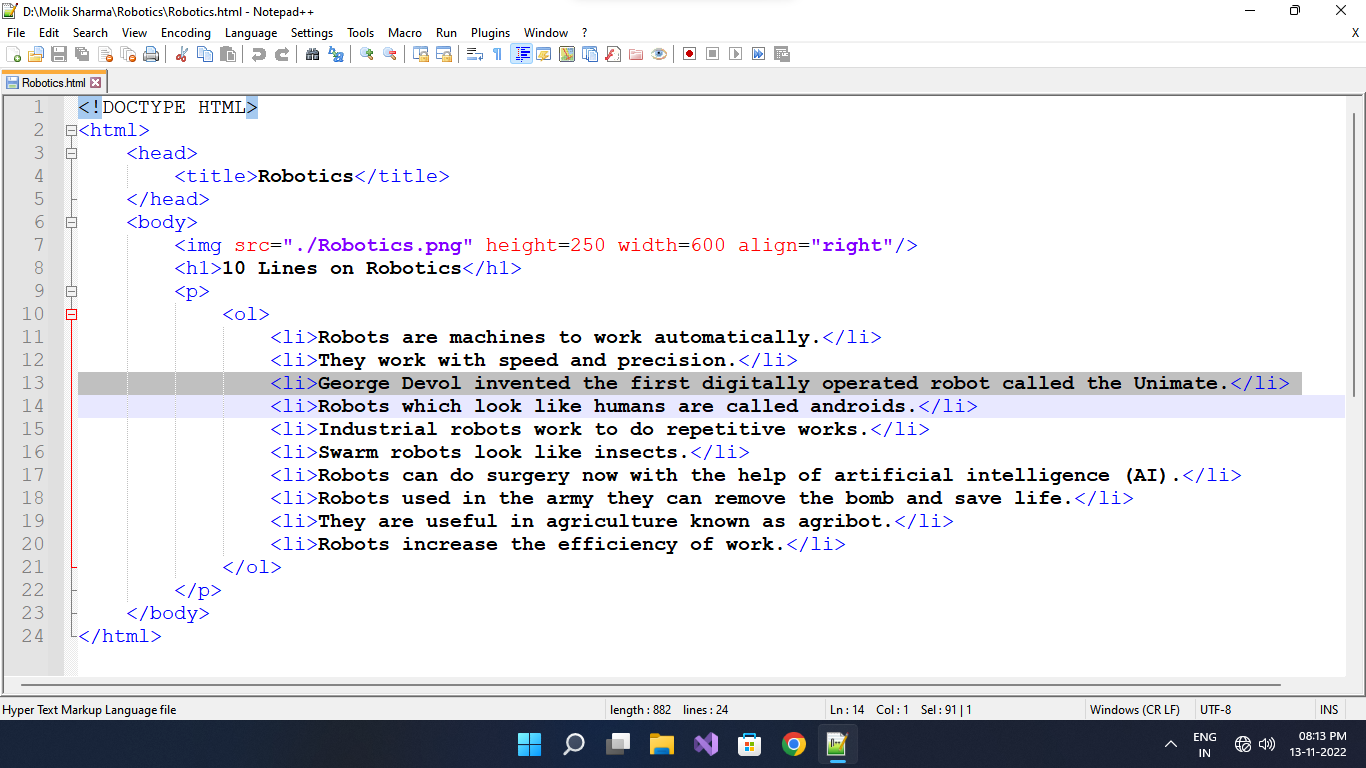 D:\Molik Sharma\Robotics\Robotics.html - Notepad++
File Edit Search View Encoding Language Settings Tools Macro Run Plugins Window ? X
Robotics.html
1 <!DOCTYPE HTML>
2 <html>
3 <head>
4 <title>Robotics</title>
5 </head>
6 <body>
7 <img src="./Robotics.png" height=250 width=600 align="right"/>
8 <h1>10 Lines on Robotics</h1>
9 <p>
10 <ol>
11 <li>Robots are machines to work automatically.</li>
12 <li>They work with speed and precision.</li>
13 <li>George Devol invented the first digitally operated robot called the Unimate.</li>
14 <li>Robots which look like humans are called androids.</li>
15 <li>Industrial robots work to do repetitive works.</li>
16 <li>Swarm robots look like insects.</li>
17 <li>Robots can do surgery now with the help of artificial intelligence (AI).</li>
18 <li>Robots used in the army they can remove the bomb and save life.</li>
19 <li>They are useful in agriculture known as agribot.</li>
20 <li>Robots increase the efficiency of work.</li>
21 </ol>
22 </p>
23 </body>
24 </html>
Hyper Text Markup Language file length : 882 lines : 24 Ln : 14 Col : 1 Sel : 91 | 1 Windows (CR LF) UTF-8 INS
ENG 08:13 PM
IN 13-11-2022